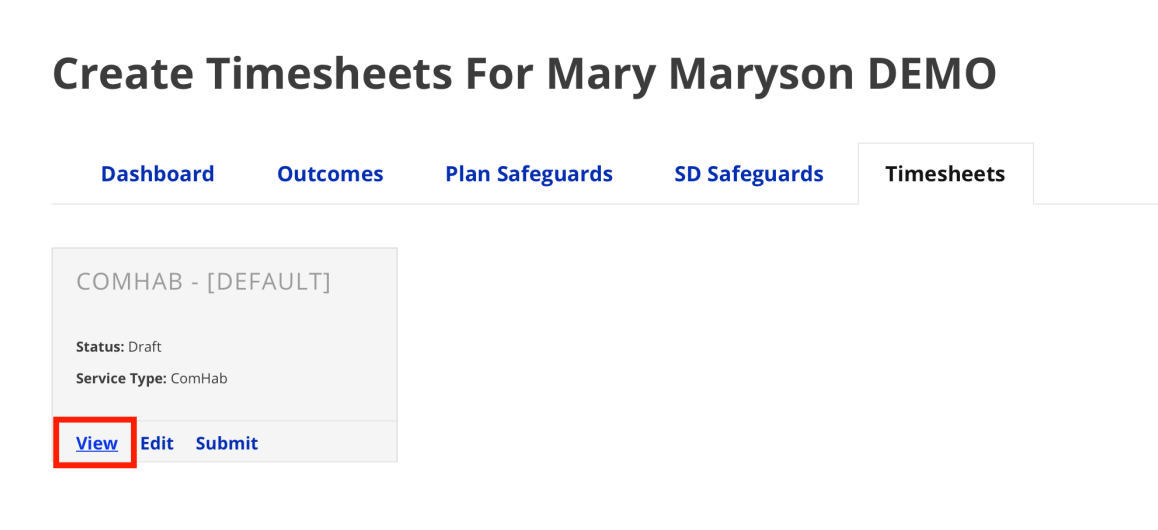 Create Timesheets For Mary Maryson DEMO
Dashboard Outcomes Plan Safeguards SD Safeguards Timesheets
COMHAB - [DEFAULT]
Status: Draft
Service Type: ComHab
View Edit Submit